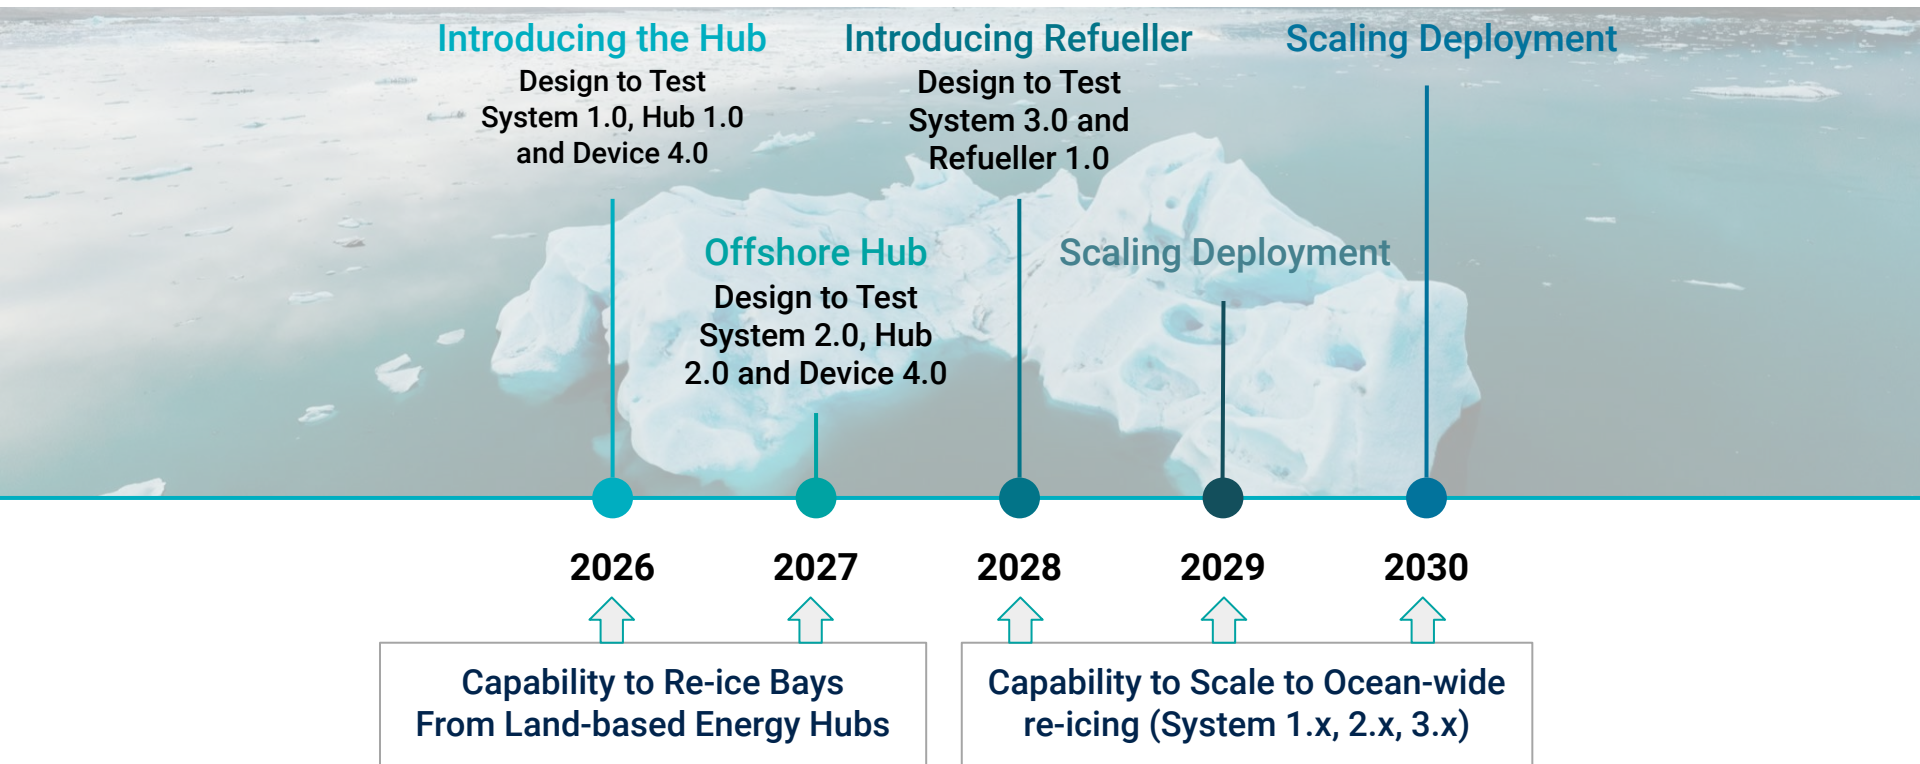 Introducing the Hub
Design to Test
System 1.0, Hub 1.0
and Device 4.0
Offshore Hub
Design to Test
System 2.0, Hub
2.0 and Device 4.0
Introducing Refueller
Design to Test
System 3.0 and
Refueller 1.0
Scaling Deployment
Scaling Deployment
2026
2027
2028
2029
2030
Capability to Re-ice Bays
From Land-based Energy Hubs
Capability to Scale to Ocean-wide
re-icing (System 1.x, 2.x, 3.x)